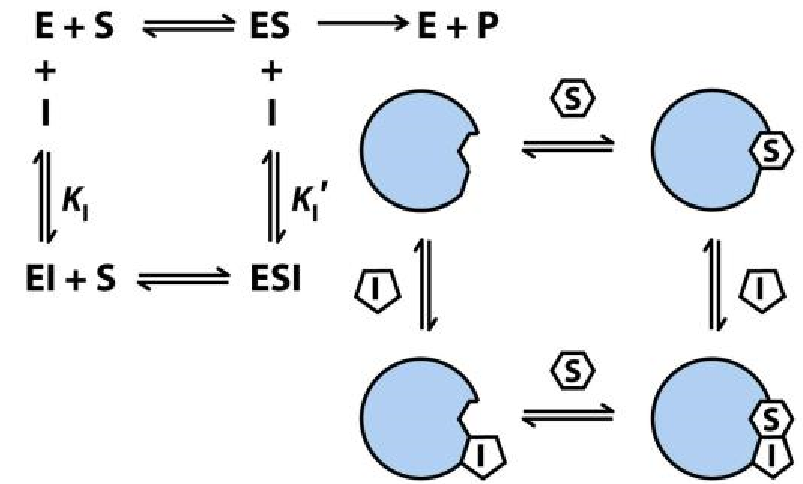 E + S ⇌ ES ⟶ E + P
+ +
I I
K_I K_I′
EI + S ⇌ ESI
S
S
I I
S
I
S
I